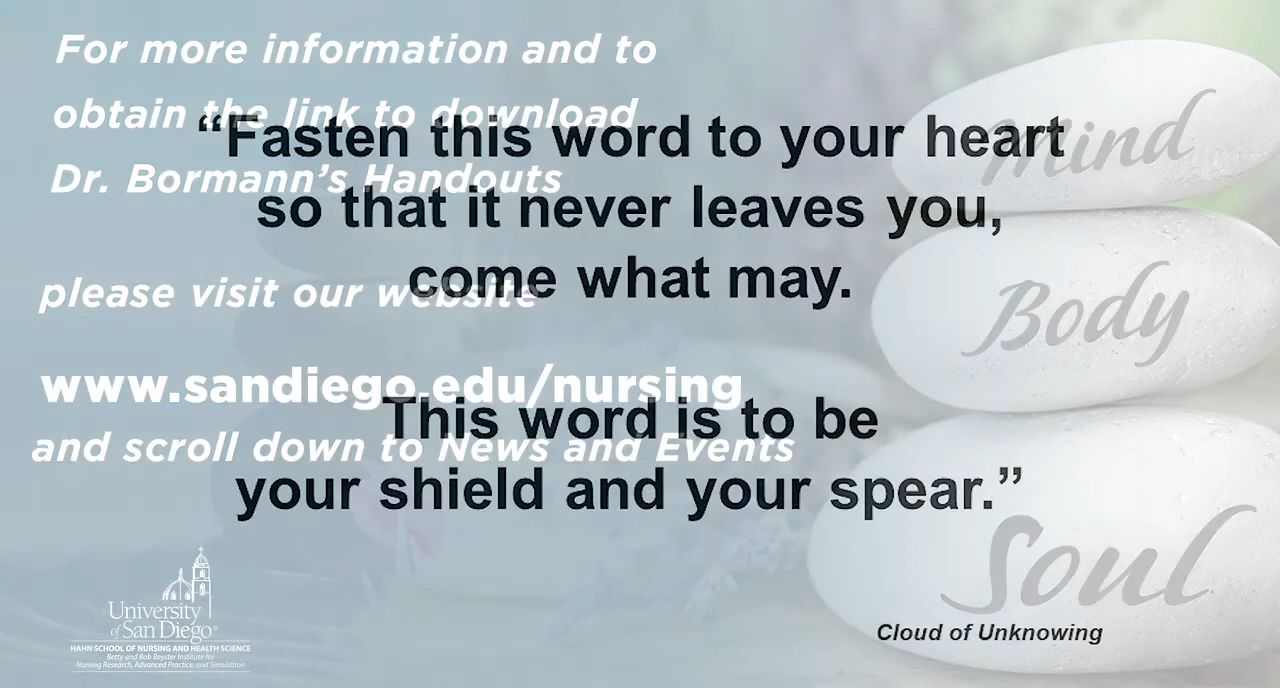 For more information and to
obtain the link to download
Dr. Bormann's Handouts
please visit our website
www.sandiego.edu/nursing
and scroll down to News and Events
“Fasten this word to your heart
so that it never leaves you,
come what may.
This word is to be
your shield and your spear.”
Cloud of Unknowing
Mind
Body
Soul
University
of San Diego®
HAHN SCHOOL OF NURSING AND HEALTH SCIENCE
Betty and Bob Beyster Institute for
Nursing Research, Advanced Practice, and Simulation